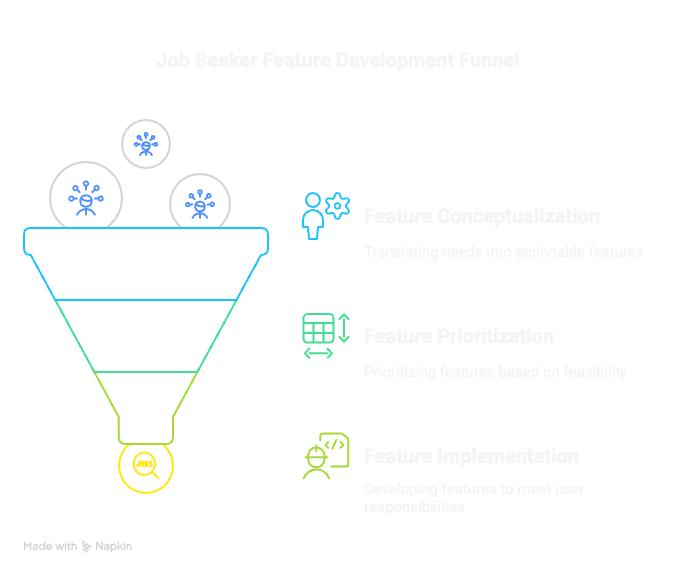 Job Seeker Feature Development Funnel
Feature Conceptualization
Translating needs into actionable features
Feature Prioritization
Prioritizing features based on feasibility
Feature Implementation
Developing features to meet user
responsibilities
JOBS
Made with Napkin